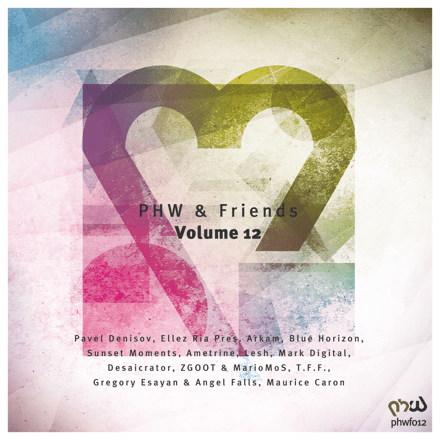 PHW & Friends
Volume 12
Pavel Denisov, Ellez Ria Pres, Arkam, Blue Horizon,
Sunset Moments, Ametrine, Lesh, Mark Digital,
Desaicrator, ZGOOT & MarioMoS, T.F.F.,
Gregory Esayan & Angel Falls, Maurice Caron
phw
phwf012